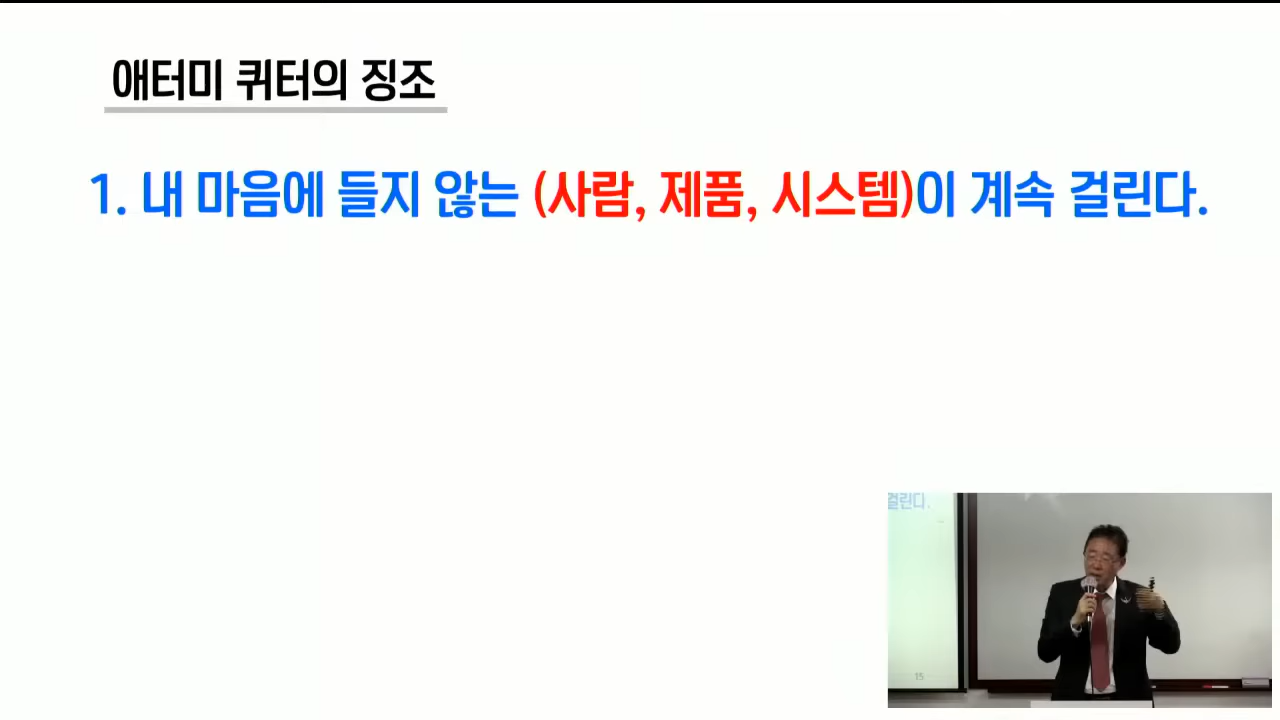 애터미 퀴터의 징조
1. 내 마음에 들지 않는 (사람, 제품, 시스템)이 계속 걸린다.
걸린다.
15